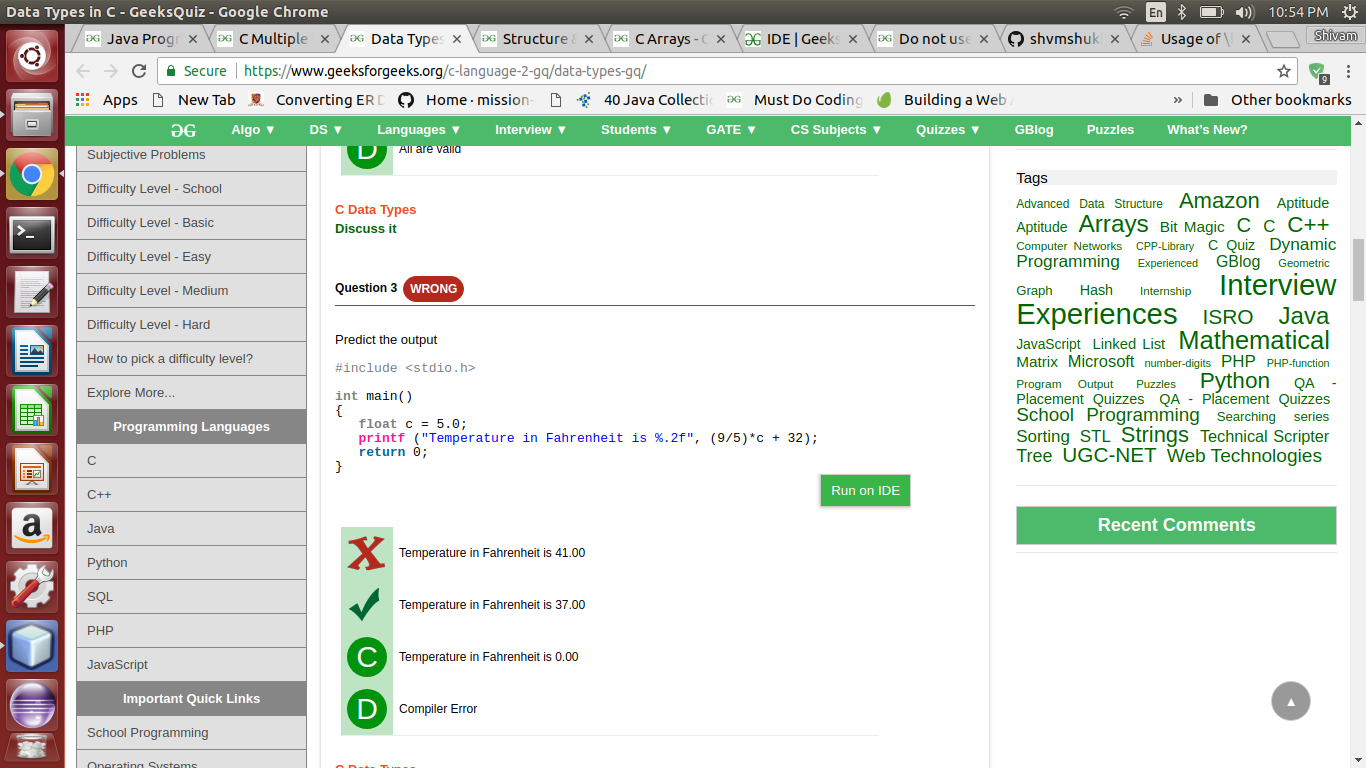 Data Types in C - GeeksQuiz - Google Chrome
En
10:54 PM
Shivam
Java Prog
C Multiple
Data Types
Structure
C Arrays -
IDE | Geeks
Do not use
shvmshuk
Usage of
Secure
https://www.geeksforgeeks.org/c-language-2-gq/data-types-gq/
9
Apps
New Tab
Converting ER D
Home · mission-
40 Java Collecti
Must Do Coding
Building a Web
»
Other bookmarks
Algo ▼
DS ▼
Languages ▼
Interview ▼
Students ▼
GATE ▼
CS Subjects ▼
Quizzes ▼
GBlog
Puzzles
What's New?
Subjective Problems
Difficulty Level - School
Difficulty Level - Basic
Difficulty Level - Easy
Difficulty Level - Medium
Difficulty Level - Hard
How to pick a difficulty level?
Explore More...
Programming Languages
C
C++
Java
Python
SQL
PHP
JavaScript
Important Quick Links
School Programming
Operating Systems
D All are valid
C Data Types
Discuss it
Question 3 WRONG
Predict the output
#include <stdio.h>
int main()
{
float c = 5.0;
printf ("Temperature in Fahrenheit is %.2f", (9/5)*c + 32);
return 0;
}
Run on IDE
Temperature in Fahrenheit is 41.00
Temperature in Fahrenheit is 37.00
C Temperature in Fahrenheit is 0.00
D Compiler Error
C Data Types
Tags
Advanced Data Structure Amazon Aptitude
Aptitude Arrays Bit Magic C C C++
Computer Networks CPP-Library C Quiz Dynamic
Programming Experienced GBlog Geometric
Graph Hash Internship Interview
Experiences ISRO Java
JavaScript Linked List Mathematical
Matrix Microsoft number-digits PHP PHP-function
Program Output Puzzles Python QA -
Placement Quizzes QA - Placement Quizzes
School Programming Searching series
Sorting STL Strings Technical Scripter
Tree UGC-NET Web Technologies
Recent Comments
▲